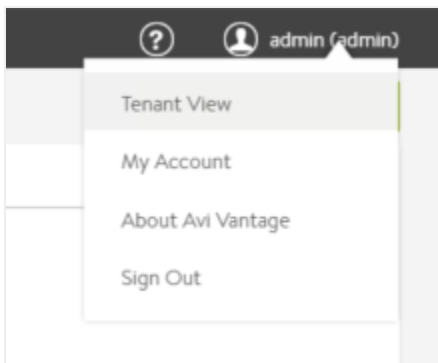 ? admin (admin)
Tenant View
My Account
About Avi Vantage
Sign Out